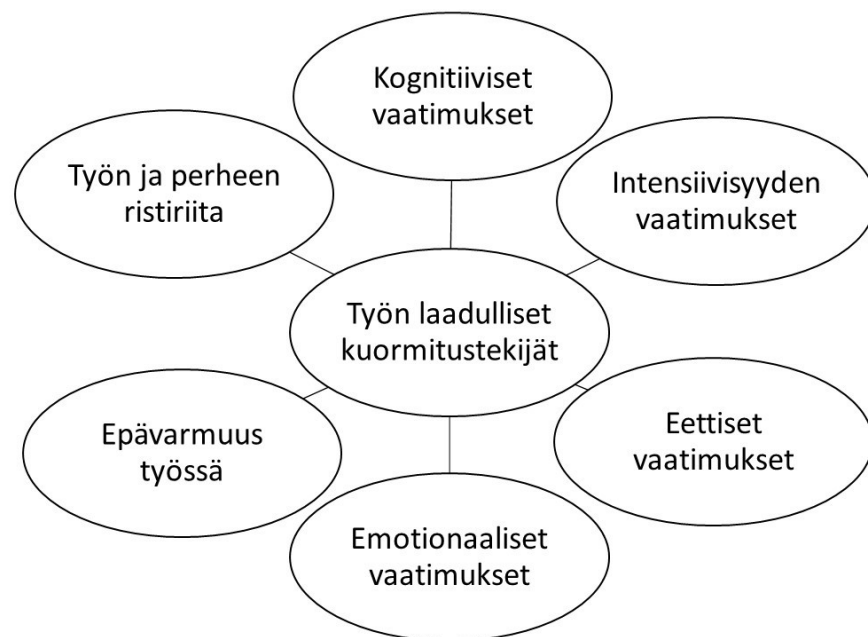 Kognitiiviset
vaatimukset
Työn ja perheen
ristiriita
Intensiivisyyden
vaatimukset
Työn laadulliset
kuormitustekijät
Epävarmuus
työssä
Eettiset
vaatimukset
Emotionaaliset
vaatimukset